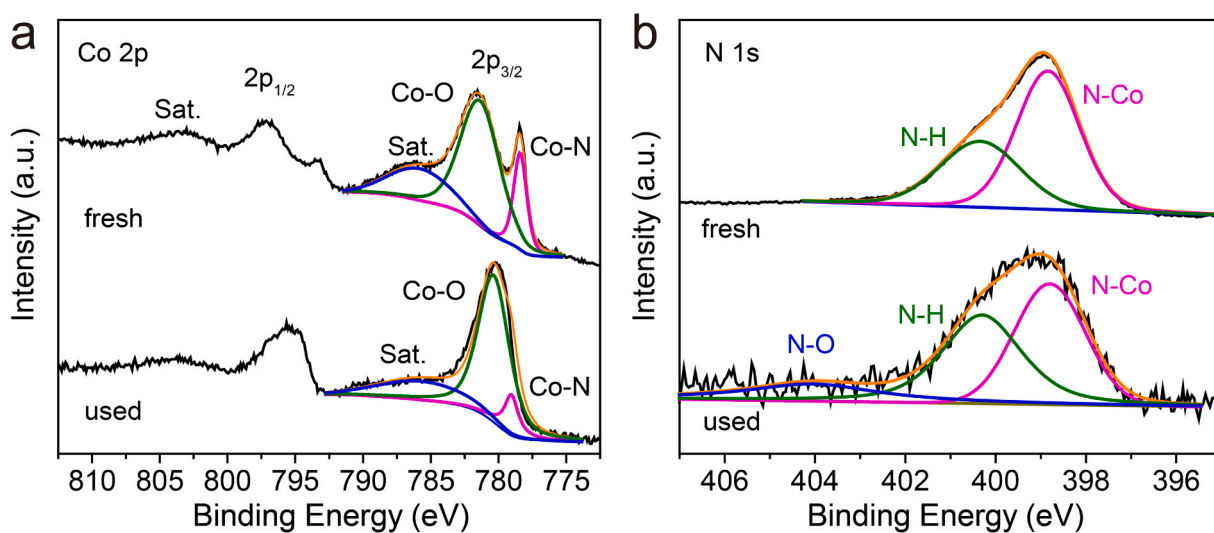 a
Co 2p
2p1/2
2p3/2
Sat.
Co-O
Sat.
Co-N
fresh
Co-O
Sat.
Co-N
used
Intensity (a.u.)
810 805 800 795 790 785 780 775
Binding Energy (eV)
b
N 1s
N-Co
N-H
fresh
N-Co
N-H
N-O
used
Intensity (a.u.)
406 404 402 400 398 396
Binding Energy (eV)